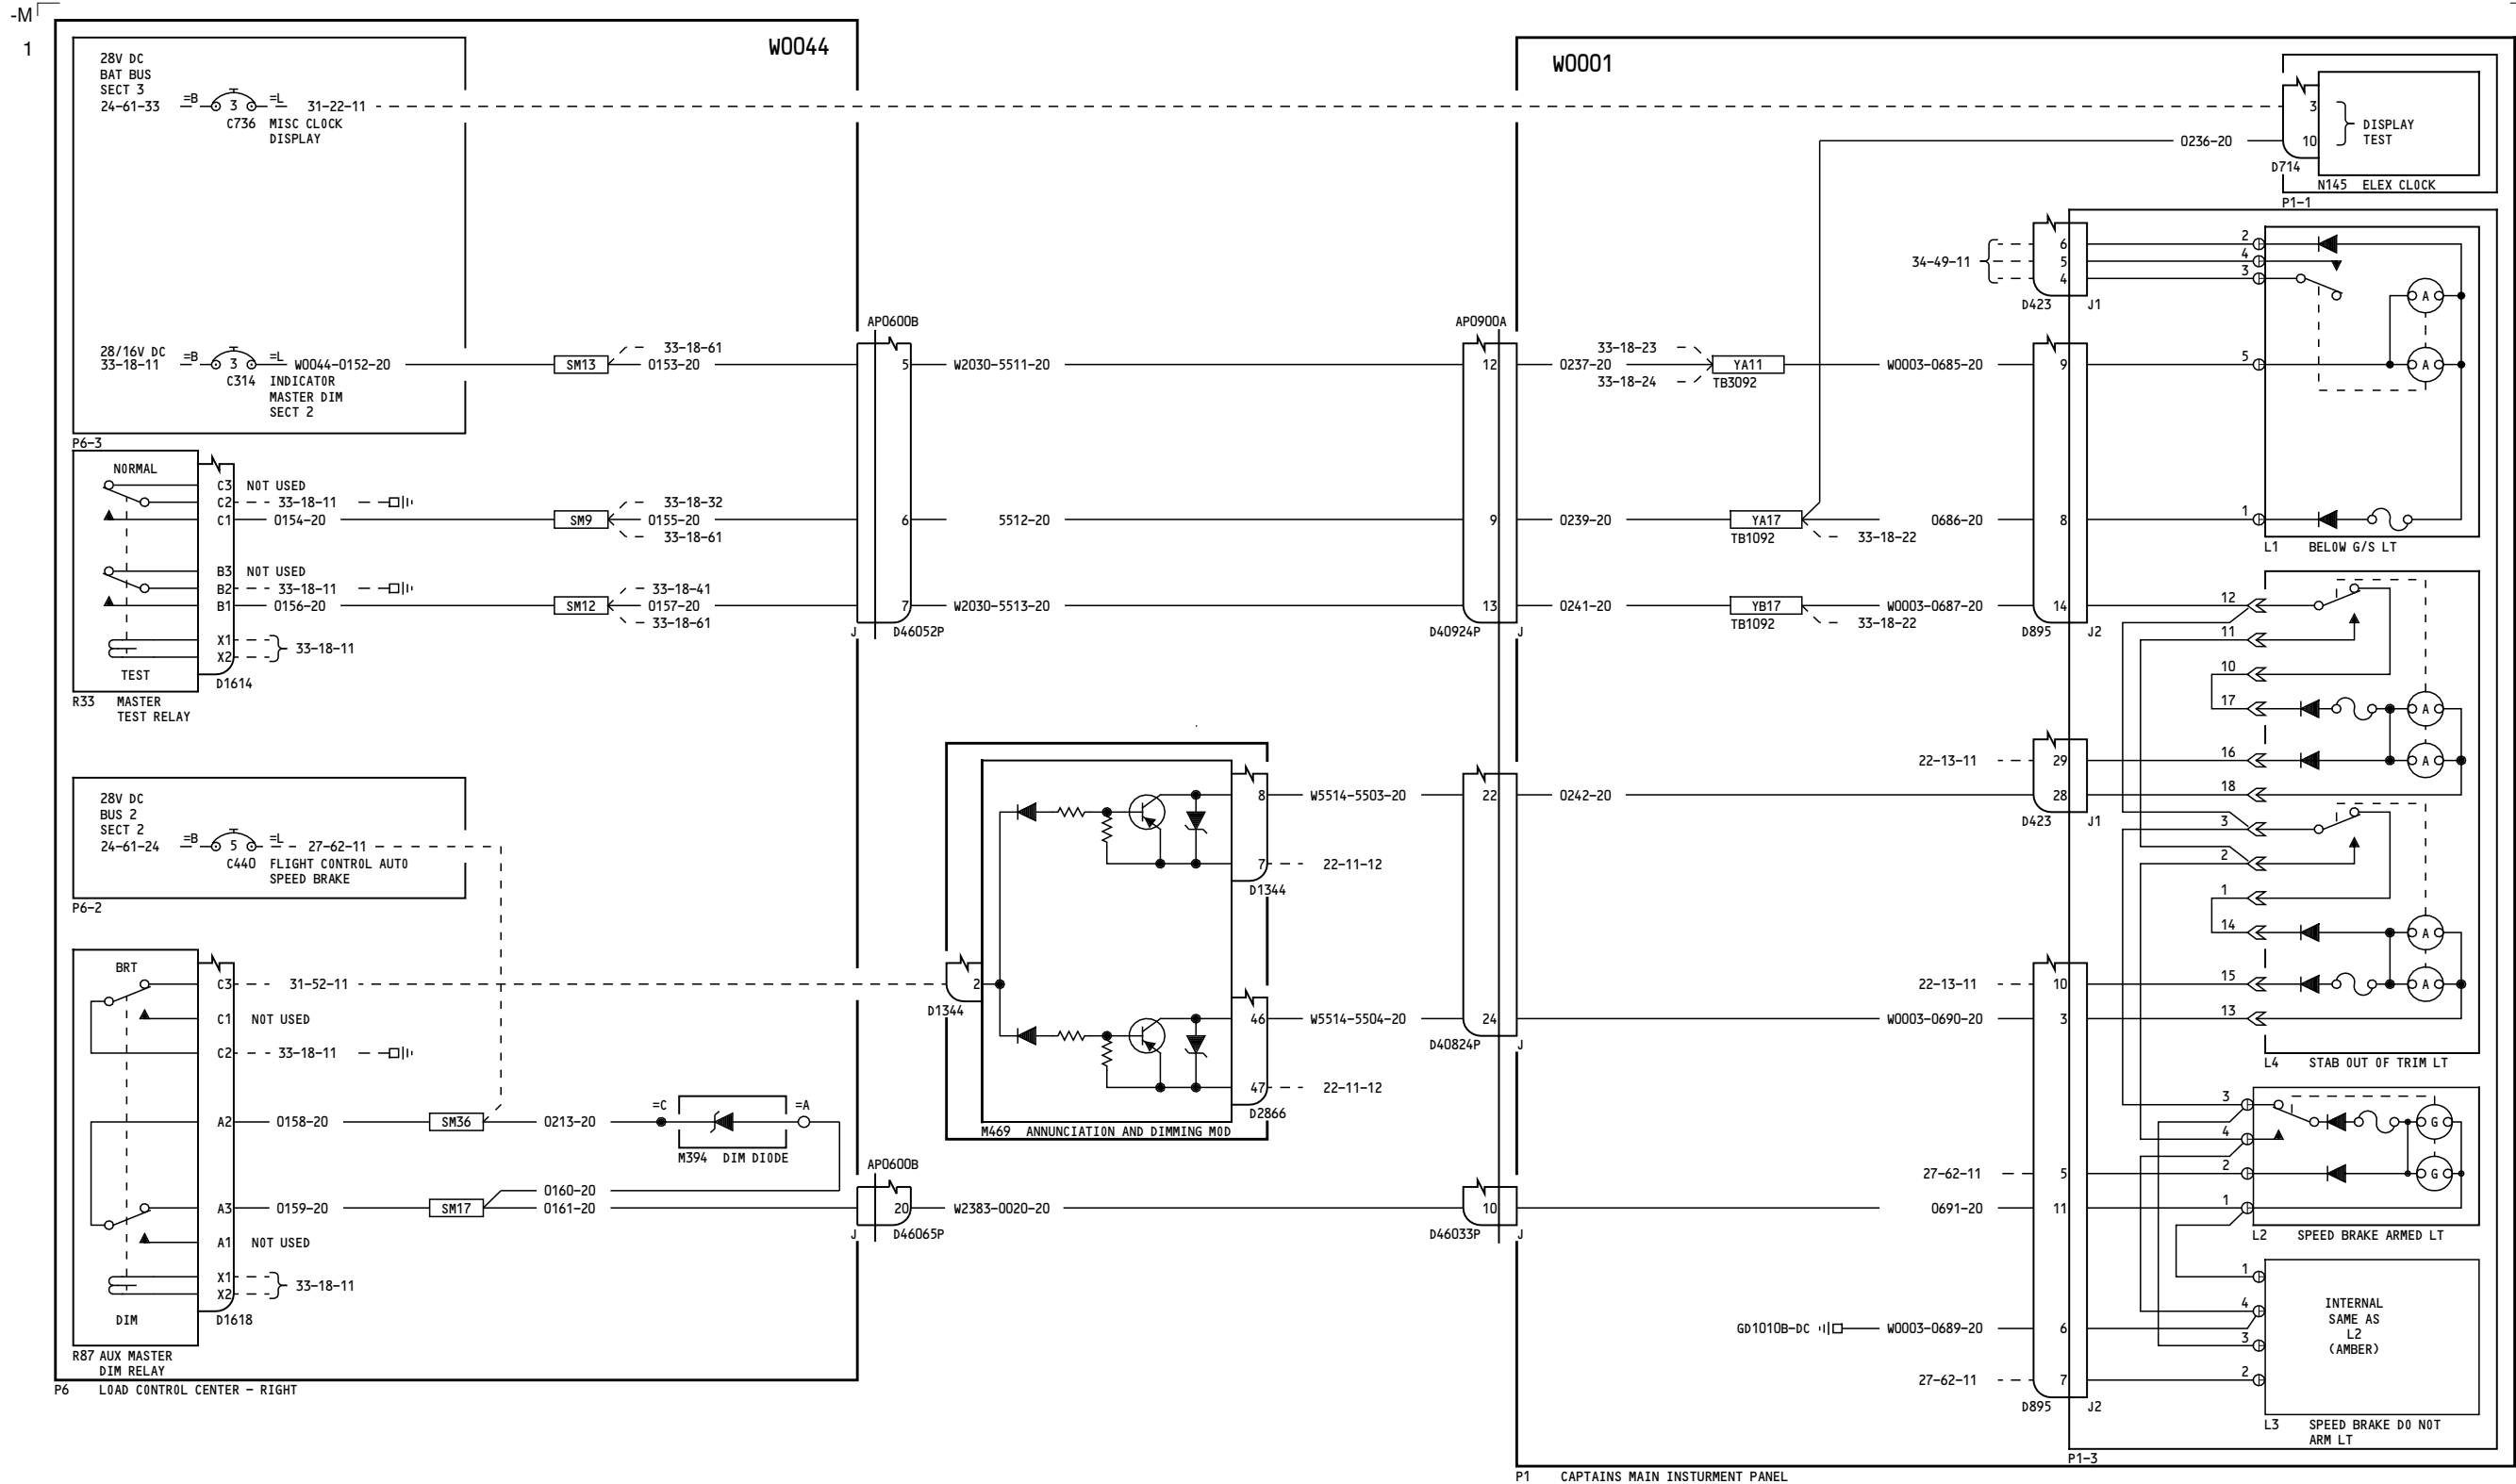 -M
1
W0044
28V DC
BAT BUS
SECT 3
24-61-33
=B
3
=L
31-22-11
C736
MISC CLOCK
DISPLAY
28/16V DC
33-18-11
=B
3
=L
W0044-0152-20
C314
INDICATOR
MASTER DIM
SECT 2
P6-3
SM13
33-18-61
0153-20
NORMAL
C3
NOT USED
C2
33-18-11
C1
0154-20
SM9
33-18-32
0155-20
33-18-61
B3
NOT USED
B2
33-18-11
B1
0156-20
SM12
33-18-41
0157-20
33-18-61
X1
X2
33-18-11
TEST
D1614
R33
MASTER
TEST RELAY
28V DC
BUS 2
SECT 2
24-61-24
=B
5
=L
27-62-11
C440
FLIGHT CONTROL AUTO
SPEED BRAKE
P6-2
BRT
C3
31-52-11
C1
NOT USED
C2
33-18-11
A2
0158-20
SM36
0213-20
=C
=A
M394
DIM DIODE
A3
0159-20
SM17
0160-20
0161-20
A1
NOT USED
X1
X2
33-18-11
DIM
D1618
R87
AUX MASTER
DIM RELAY
P6
LOAD CONTROL CENTER - RIGHT
AP0600B
5
W2030-5511-20
6
5512-20
7
W2030-5513-20
J
D46052P
D1344
2
8
W5514-5503-20
7
22-11-12
D1344
46
W5514-5504-20
47
22-11-12
D2866
M469
ANNUNCIATION AND DIMMING MOD
AP0600B
20
W2383-0020-20
J
D46065P
AP0900A
12
9
13
D40924P
J
22
24
D40824P
J
10
D46033P
J
W0001
0237-20
33-18-23
33-18-24
YA11
TB3092
W0003-0685-20
0239-20
YA17
TB1092
33-18-22
0686-20
0241-20
YB17
TB1092
33-18-22
W0003-0687-20
0242-20
0236-20
3
10
DISPLAY
TEST
D714
N145
ELEX CLOCK
P1-1
34-49-11
6
5
4
D423
J1
2
4
3
A
9
5
A
8
1
L1
BELOW G/S LT
14
D895
J2
12
11
10
17
A
22-13-11
29
16
A
28
18
D423
J1
3
2
1
14
A
22-13-11
10
15
A
W0003-0690-20
3
13
L4
STAB OUT OF TRIM LT
3
G
4
27-62-11
5
2
G
0691-20
11
1
L2
SPEED BRAKE ARMED LT
1
GD1010B-DC
W0003-0689-20
6
4
3
27-62-11
7
2
INTERNAL
SAME AS
L2
(AMBER)
D895
J2
L3
SPEED BRAKE DO NOT
ARM LT
P1-3
P1
CAPTAINS MAIN INSTURMENT PANEL